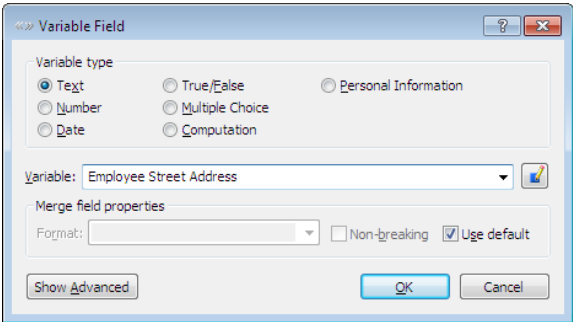 «» Variable Field
?
Variable type
Text
True/False
Personal Information
Number
Multiple Choice
Date
Computation
Variable: Employee Street Address
Merge field properties
Format:
Non-breaking
Use default
Show Advanced
OK
Cancel